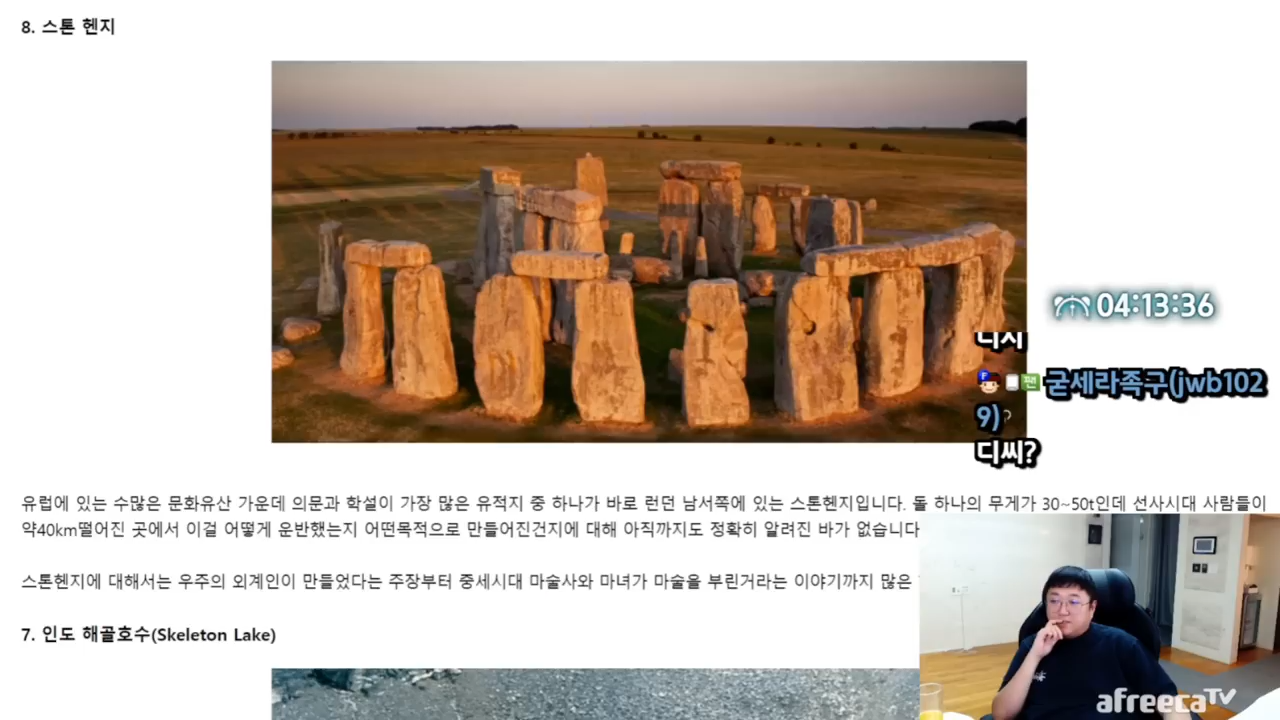 8. 스톤 헨지
04:13:36
디시
굳세라족구(jwb102
9)
디씨?
유럽에 있는 수많은 문화유산 가운데 의문과 학설이 가장 많은 유적지 중 하나가 바로 런던 남서쪽에 있는 스톤헨지입니다. 돌 하나의 무게가 30~50t인데 선사시대 사람들이
약40km떨어진 곳에서 이걸 어떻게 운반했는지 어떤목적으로 만들어진건지에 대해 아직까지도 정확히 알려진 바가 없습니다
스톤헨지에 대해서는 우주의 외계인이 만들었다는 주장부터 중세시대 마술사와 마녀가 마술을 부린거라는 이야기까지 많은
7. 인도 해골호수(Skeleton Lake)
afreecaTV